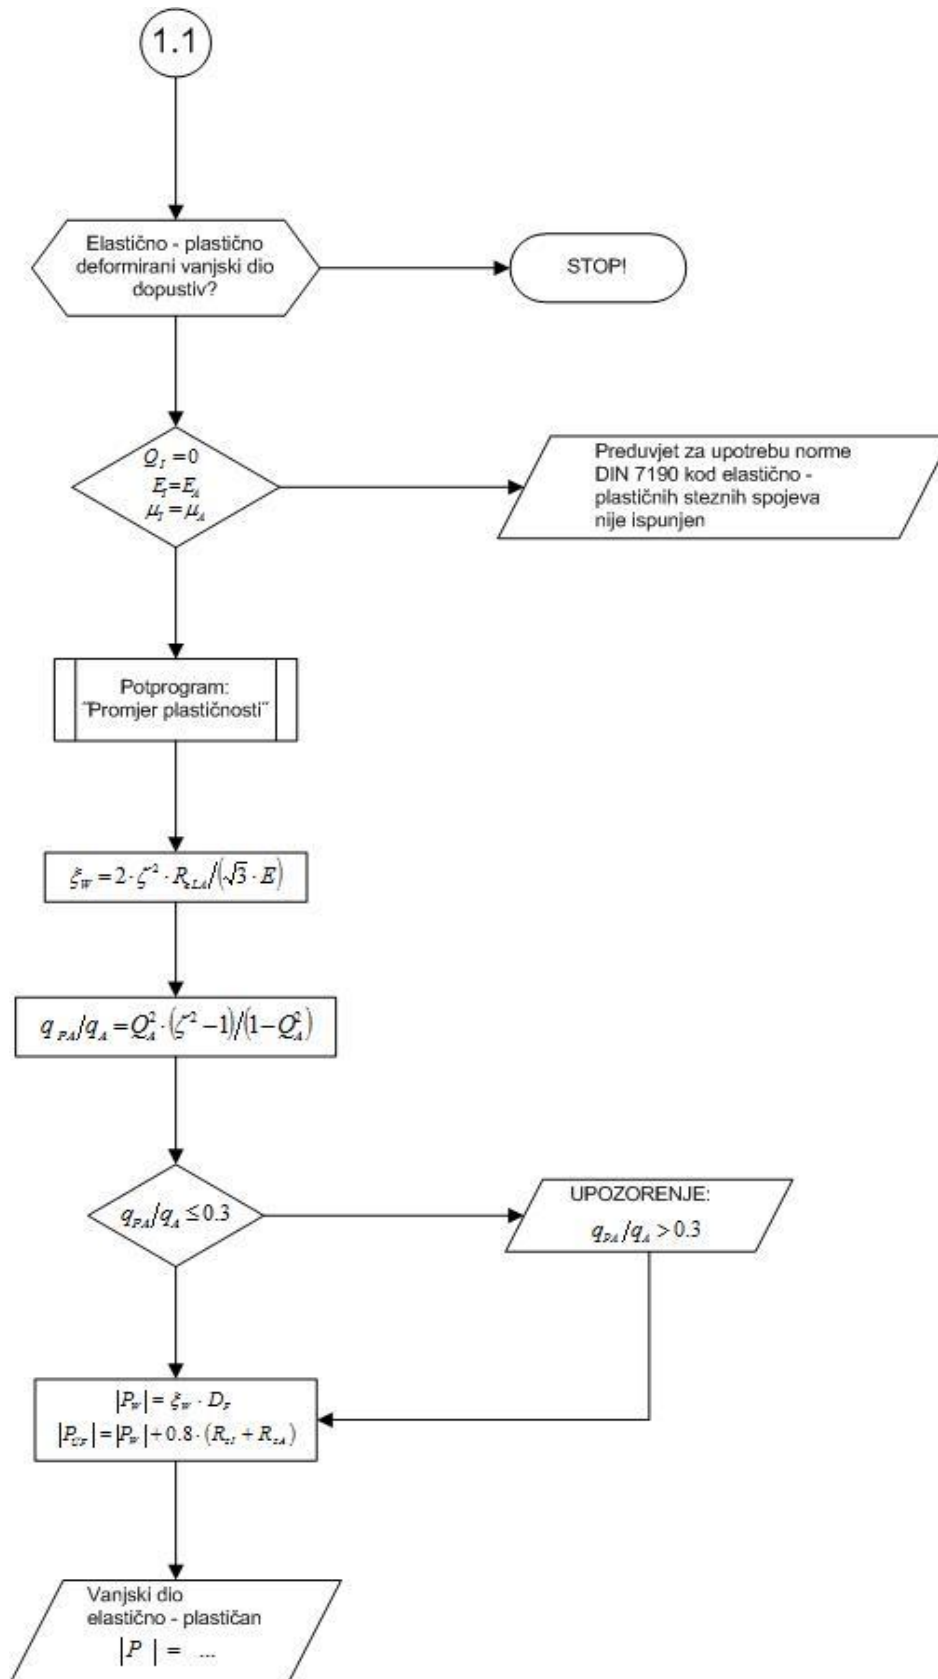 1.1
Elastično - plastično
deformirani vanjski dio
dopustiv?
STOP!
Q_I = 0
E_I = E_A
μ_I = μ_A
Preduvjet za upotrebu norme
DIN 7190 kod elastično -
plastičnih steznih spojeva
nije ispunjen
Potprogram:
˝Promjer plastičnosti˝
ξ_W = 2·ζ^2·R_eLA/(√3·E)
q_PA/q_A = Q_A^2·(ζ^2−1)/(1−Q_A^2)
q_PA/q_A ≤ 0.3
UPOZORENJE:
q_PA/q_A > 0.3
|P_W| = ξ_W · D_F
|P_ÜF| = |P_W| + 0.8·(R_zI + R_zA)
Vanjski dio
elastično - plastičan
|P | = ...